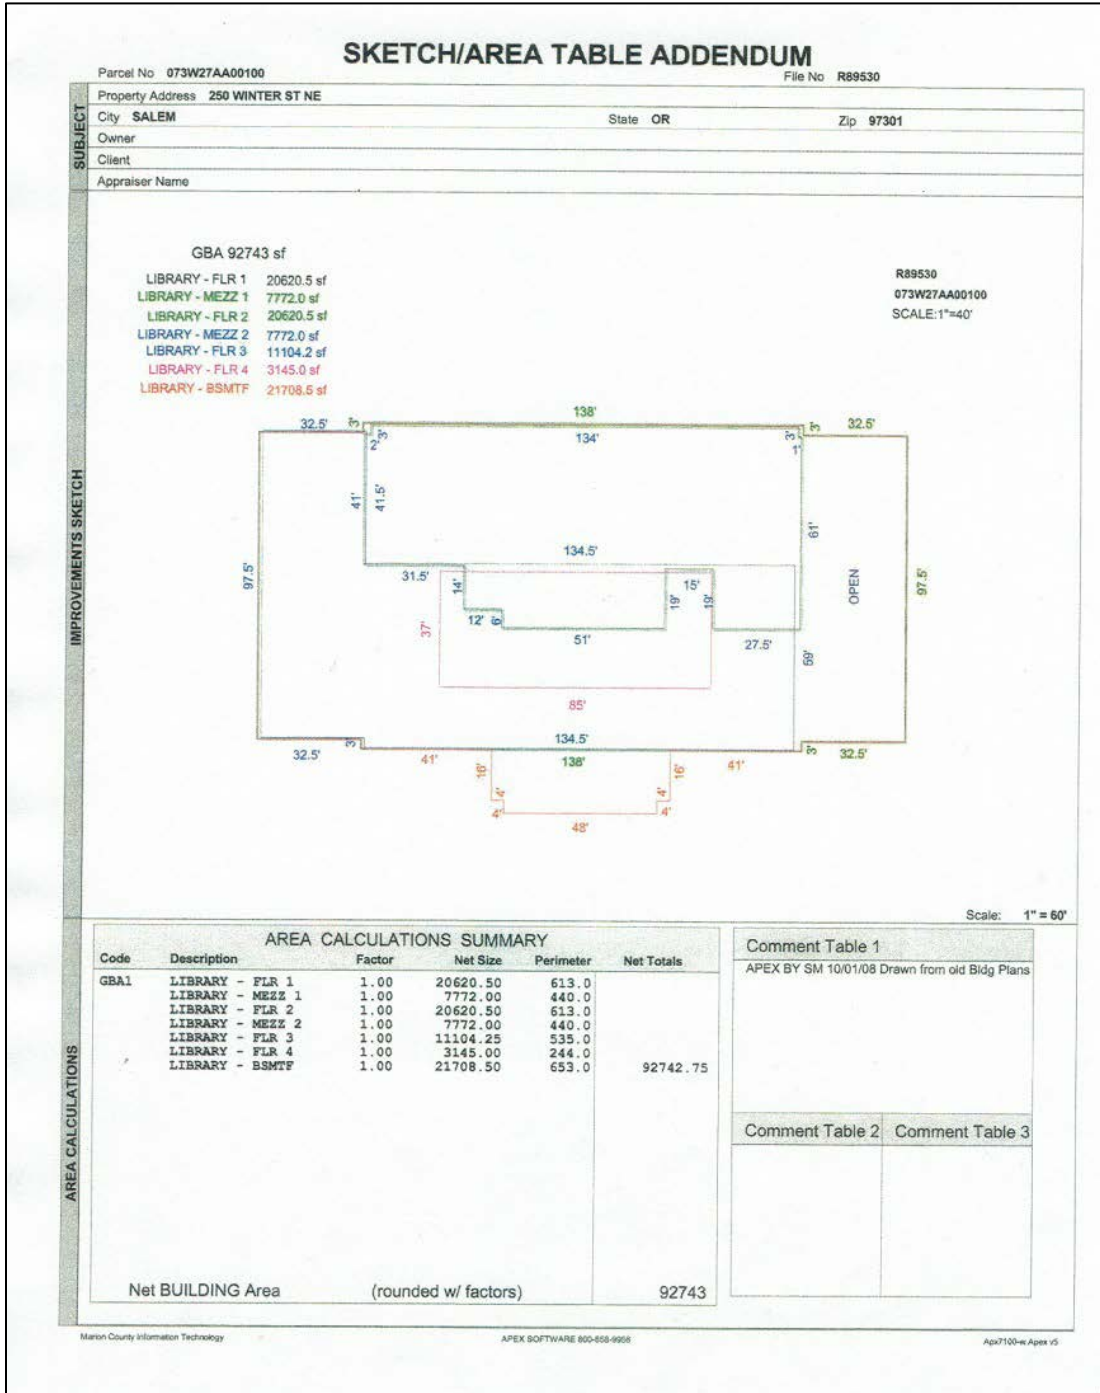 SKETCH/AREA TABLE ADDENDUM
Parcel No 073W27AA00100 File No R89530
SUBJECT
Property Address 250 WINTER ST NE
City SALEM State OR Zip 97301
Owner
Client
Appraiser Name
IMPROVEMENTS SKETCH
GBA 92743 sf
LIBRARY - FLR 1 20620.5 sf
LIBRARY - MEZZ 1 7772.0 sf
LIBRARY - FLR 2 20620.5 sf
LIBRARY - MEZZ 2 7772.0 sf
LIBRARY - FLR 3 11104.2 sf
LIBRARY - FLR 4 3145.0 sf
LIBRARY - BSMTF 21708.5 sf
R89530
073W27AA00100
SCALE:1"=40'
138'
32.5' 3' 3' 32.5'
2' 3' 134' 3' 1'
41' 41.5' 61'
134.5'
97.5' 31.5' 14' 15' OPEN 97.5'
12' 6' 19' 19'
37' 51' 27.5'
59'
85'
134.5'
32.5' 3' 41' 138' 41' 3' 32.5'
16' 16'
4' 4'
4' 4'
48'
Scale: 1" = 60'
AREA CALCULATIONS
AREA CALCULATIONS SUMMARY
Code Description Factor Net Size Perimeter Net Totals
GBA1 LIBRARY - FLR 1 1.00 20620.50 613.0
LIBRARY - MEZZ 1 1.00 7772.00 440.0
LIBRARY - FLR 2 1.00 20620.50 613.0
LIBRARY - MEZZ 2 1.00 7772.00 440.0
LIBRARY - FLR 3 1.00 11104.25 535.0
LIBRARY - FLR 4 1.00 3145.00 244.0
LIBRARY - BSMTF 1.00 21708.50 653.0 92742.75
Net BUILDING Area (rounded w/ factors) 92743
Comment Table 1
APEX BY SM 10/01/08 Drawn from old Bldg Plans
Comment Table 2 Comment Table 3
Marion County Information Technology APEX SOFTWARE 800-858-9958 Apx7100-w Apex v5